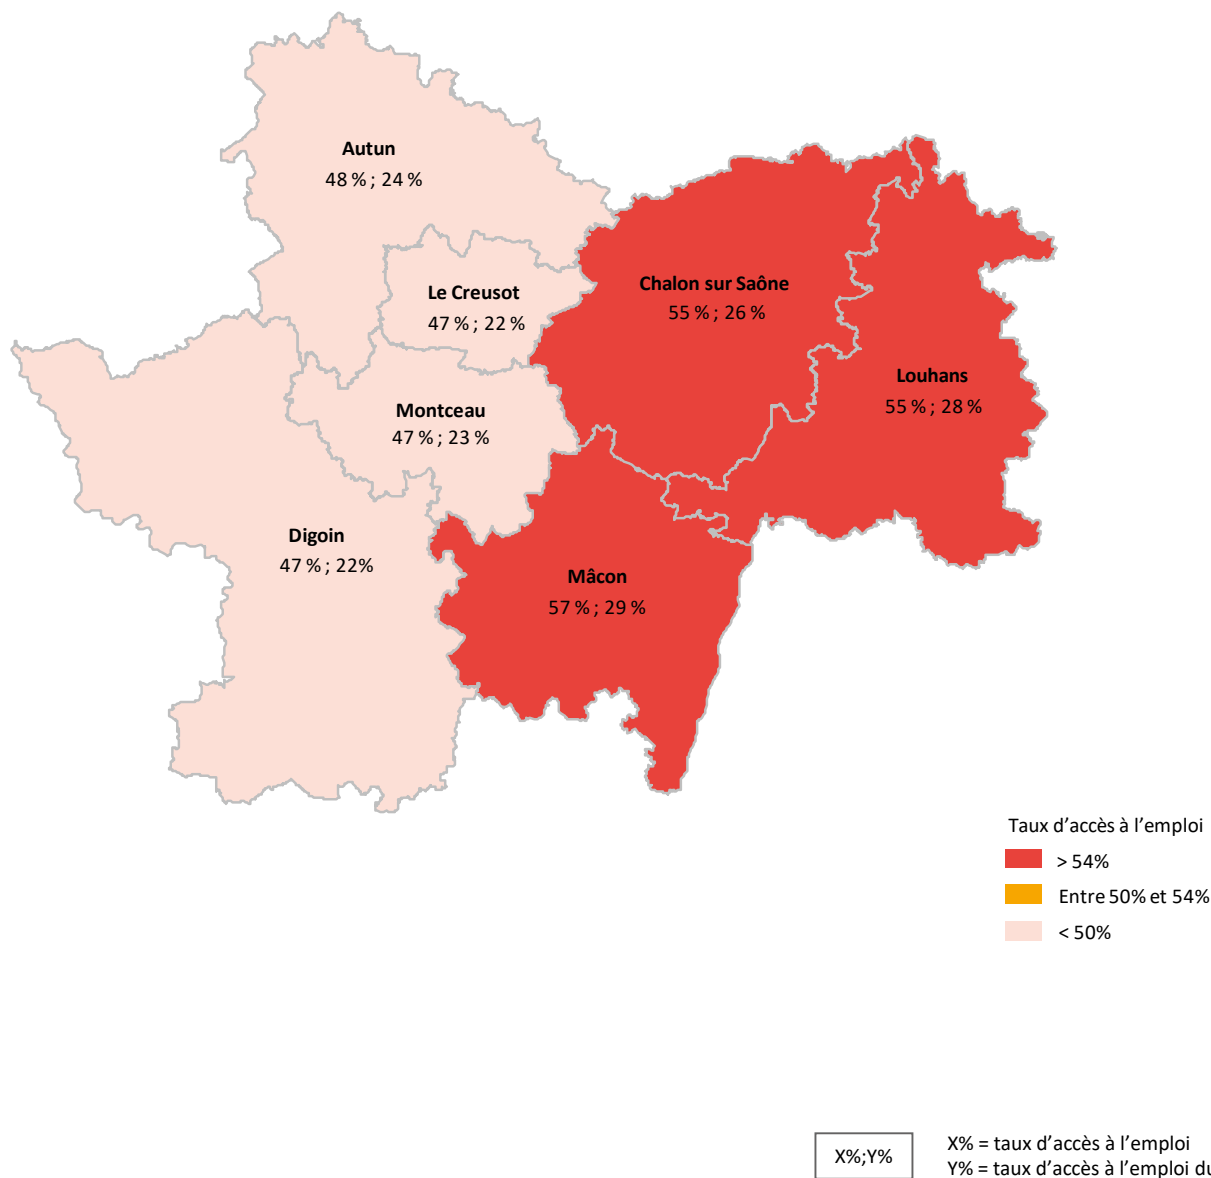 Autun
48 % ; 24 %
Le Creusot
47 % ; 22 %
Chalon sur Saône
55 % ; 26 %
Louhans
55 % ; 28 %
Montceau
47 % ; 23 %
Digoin
47 % ; 22%
Mâcon
57 % ; 29 %
Taux d’accès à l’emploi
> 54%
Entre 50% et 54%
< 50%
X%;Y%
X% = taux d’accès à l’emploi
Y% = taux d’accès à l’emploi du